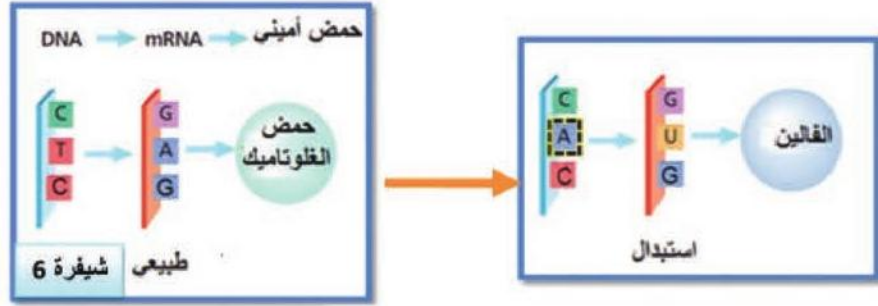 DNA mRNA حمض أميني
C G
T A حمض الغلوتاميك
C G
شيفرة 6 طبيعي
C G
A U الفالين
C G
استبدال